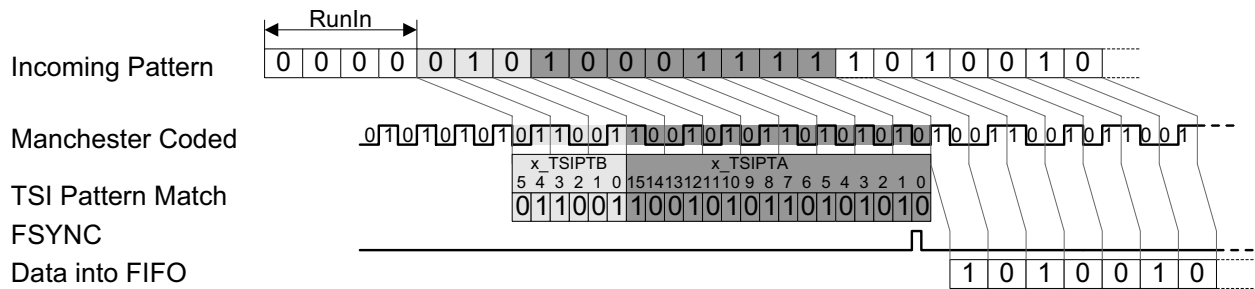 RunIn
Incoming Pattern 0 0 0 0 0 1 0 1 0 0 0 1 1 1 1 1 0 1 0 0 1 0
Manchester Coded 0 1 0 1 0 1 0 1 0 1 1 0 0 1 1 0 0 1 0 1 0 1 1 0 1 0 1 0 1 0 1 0 0 1 1 0 0 1 0 1 1 0 0 1
x_TSIPTB x_TSIPTA
5 4 3 2 1 0 15 14 13 12 11 10 9 8 7 6 5 4 3 2 1 0
TSI Pattern Match 0 1 1 0 0 1 1 0 0 1 0 1 0 1 1 0 1 0 1 0 1 0
FSYNC
Data into FIFO 1 0 1 0 0 1 0